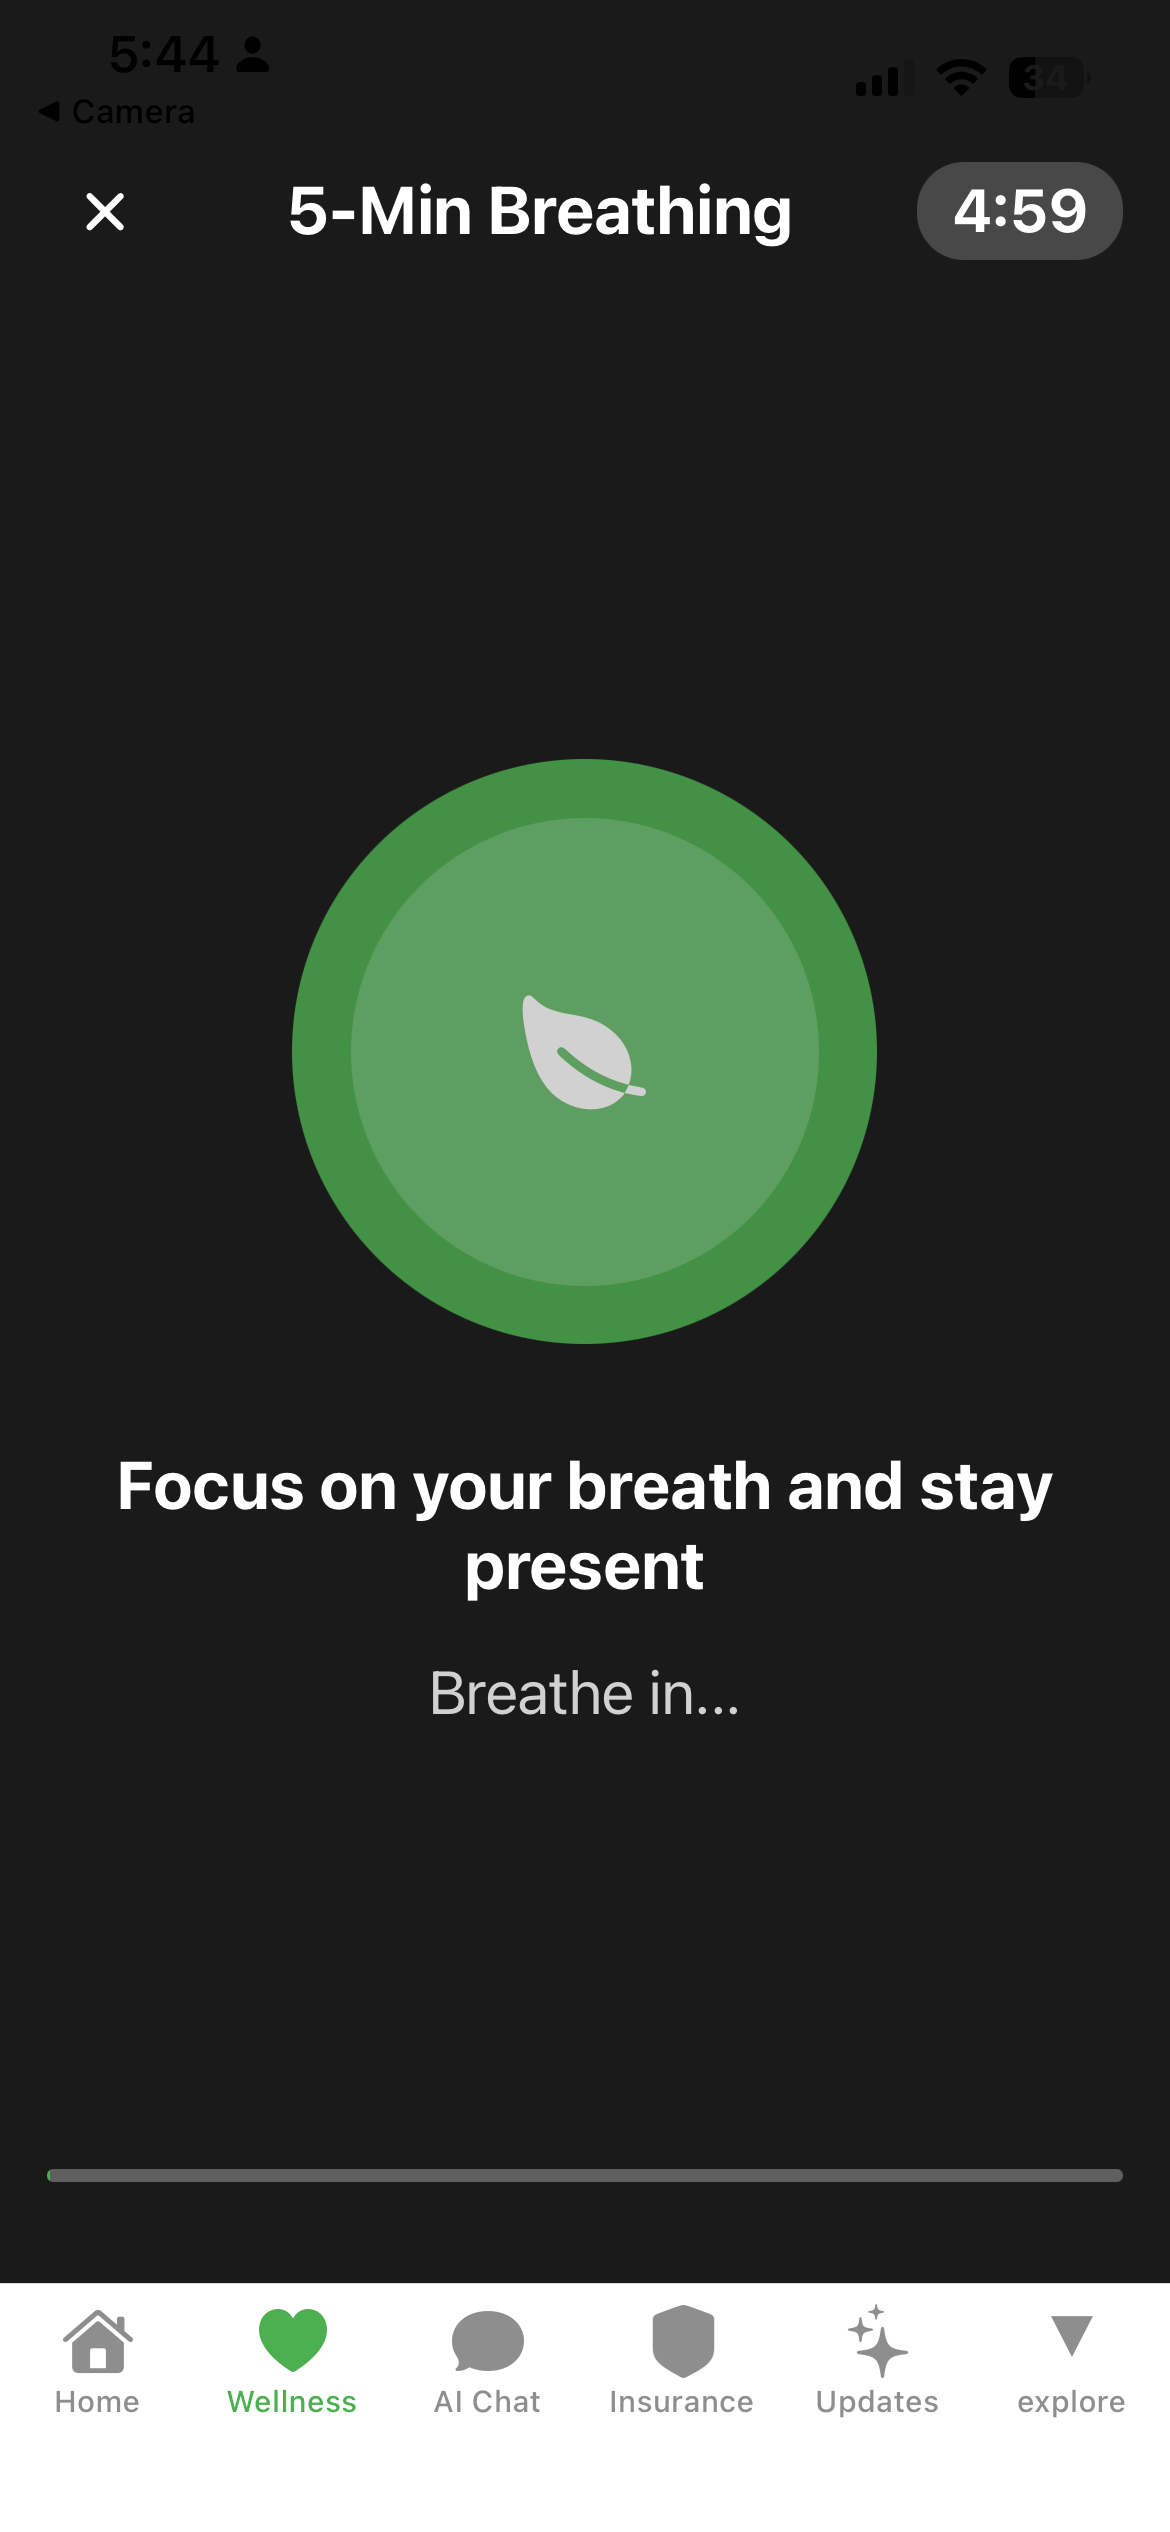 5:44
Camera
34
5-Min Breathing
4:59
Focus on your breath and stay
present
Breathe in...
Home
Wellness
AI Chat
Insurance
Updates
explore